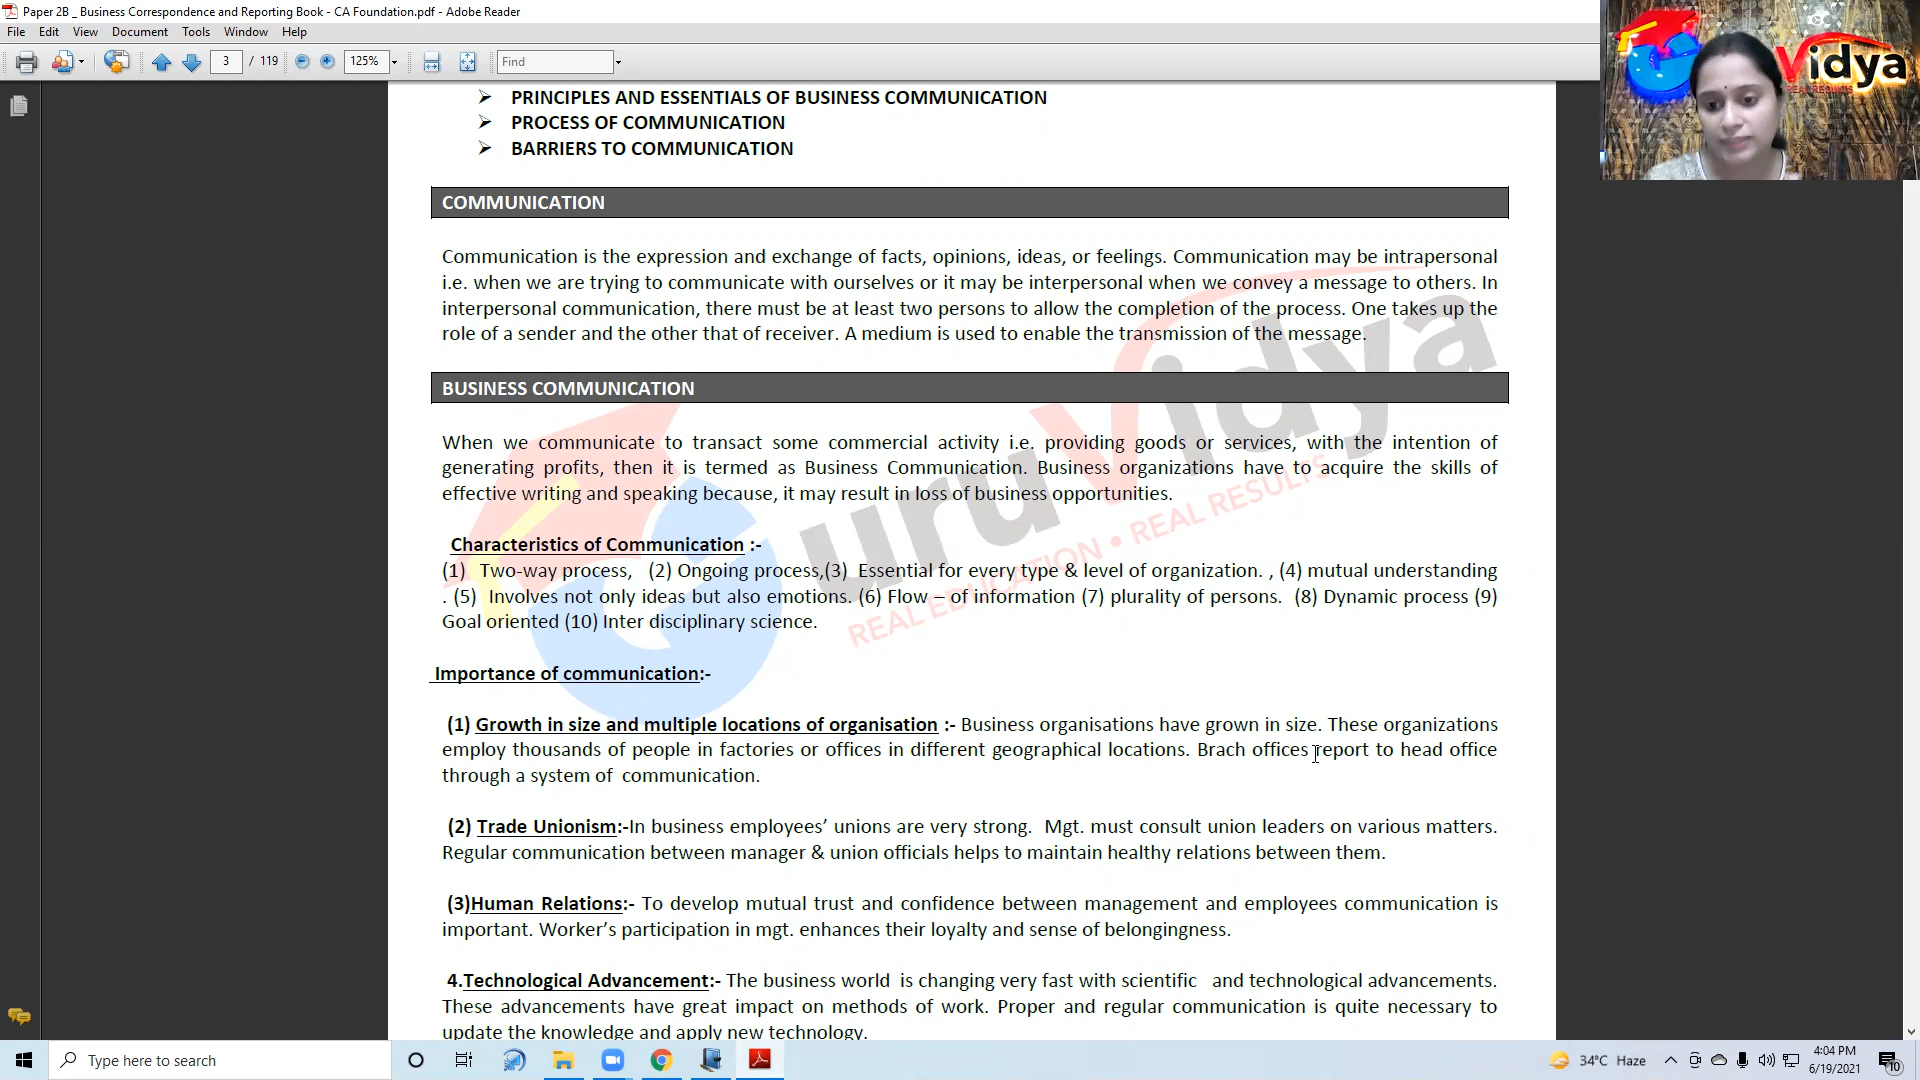 Paper 2B _ Business Correspondence and Reporting Book - CA Foundation.pdf - Adobe Reader
File Edit View Document Tools Window Help
3 / 119 125% Find
Vidya
REAL RESULTS
PRINCIPLES AND ESSENTIALS OF BUSINESS COMMUNICATION
PROCESS OF COMMUNICATION
BARRIERS TO COMMUNICATION
COMMUNICATION
Communication is the expression and exchange of facts, opinions, ideas, or feelings. Communication may be intrapersonal
i.e. when we are trying to communicate with ourselves or it may be interpersonal when we convey a message to others. In
interpersonal communication, there must be at least two persons to allow the completion of the process. One takes up the
role of a sender and the other that of receiver. A medium is used to enable the transmission of the message.
BUSINESS COMMUNICATION
When we communicate to transact some commercial activity i.e. providing goods or services, with the intention of
generating profits, then it is termed as Business Communication. Business organizations have to acquire the skills of
effective writing and speaking because, it may result in loss of business opportunities.
uruVidya
REAL EDUCATION • REAL RESULTS
Characteristics of Communication :-
(1) Two-way process, (2) Ongoing process,(3) Essential for every type & level of organization. , (4) mutual understanding
. (5) Involves not only ideas but also emotions. (6) Flow – of information (7) plurality of persons. (8) Dynamic process (9)
Goal oriented (10) Inter disciplinary science.
Importance of communication:-
(1) Growth in size and multiple locations of organisation :- Business organisations have grown in size. These organizations
employ thousands of people in factories or offices in different geographical locations. Brach offices report to head office
through a system of communication.
(2) Trade Unionism:-In business employees’ unions are very strong. Mgt. must consult union leaders on various matters.
Regular communication between manager & union officials helps to maintain healthy relations between them.
(3)Human Relations:- To develop mutual trust and confidence between management and employees communication is
important. Worker’s participation in mgt. enhances their loyalty and sense of belongingness.
4.Technological Advancement:- The business world is changing very fast with scientific and technological advancements.
These advancements have great impact on methods of work. Proper and regular communication is quite necessary to
update the knowledge and apply new technology.
Type here to search
34°C Haze
4:04 PM
6/19/2021
10